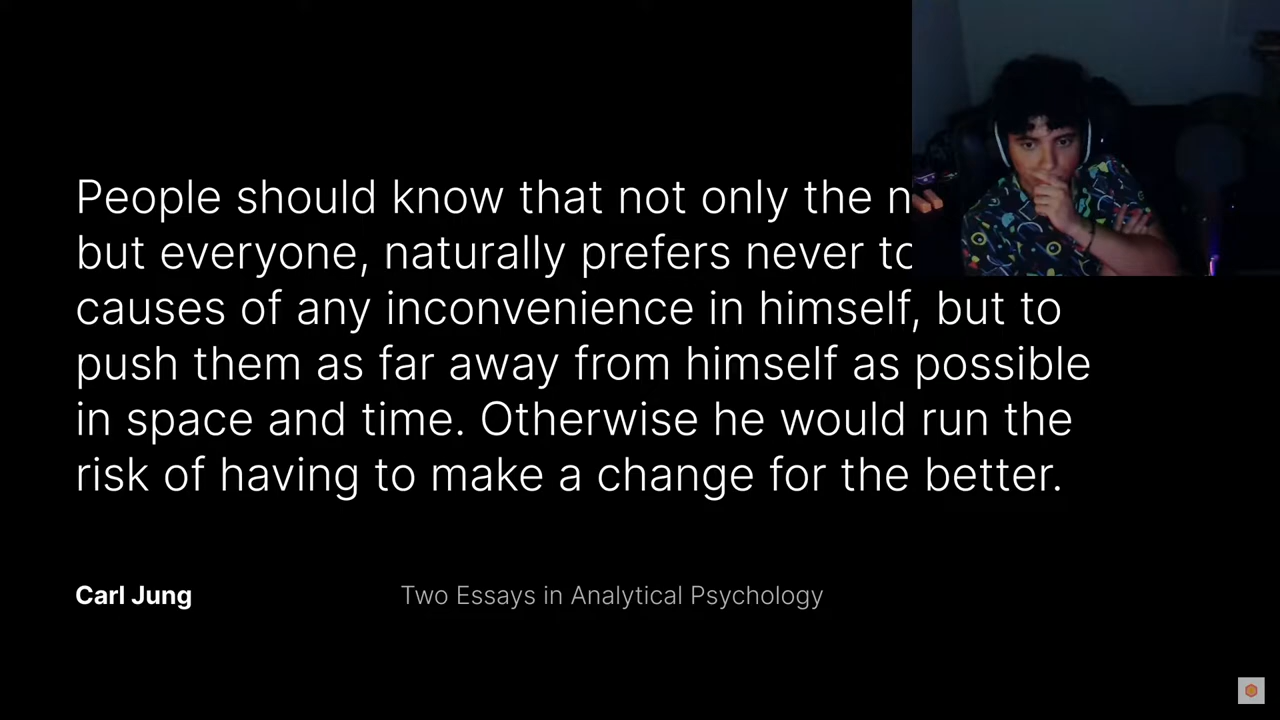 People should know that not only the
but everyone, naturally prefers never to
causes of any inconvenience in himself, but to
push them as far away from himself as possible
in space and time. Otherwise he would run the
risk of having to make a change for the better.
Carl Jung
Two Essays in Analytical Psychology